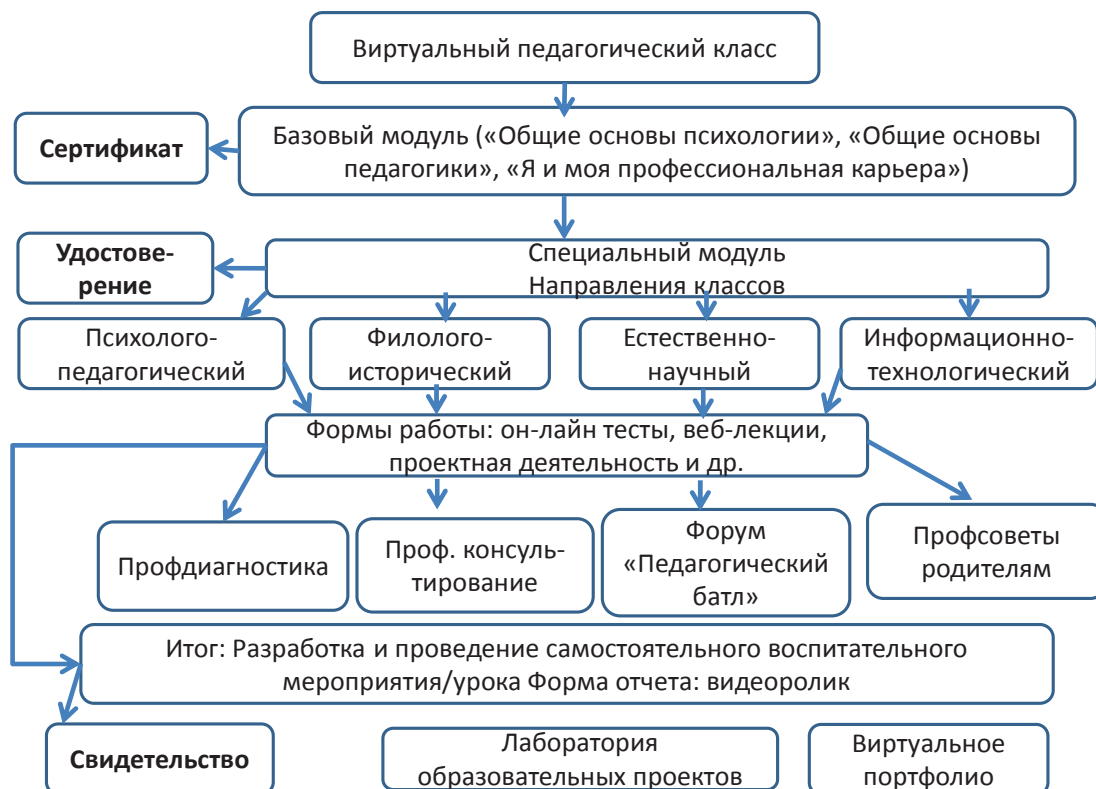 Виртуальный педагогический класс
Сертификат
Базовый модуль («Общие основы психологии», «Общие основы
педагогики», «Я и моя профессиональная карьера»)
Удостове-
рение
Специальный модуль
Направления классов
Психолого-
педагогический
Филолого-
исторический
Естественно-
научный
Информационно-
технологический
Формы работы: он-лайн тесты, веб-лекции,
проектная деятельность и др.
Профдиагностика
Проф. консуль-
тирование
Форум
«Педагогический
батл»
Профсоветы
родителям
Итог: Разработка и проведение самостоятельного воспитательного
мероприятия/урока Форма отчета: видеоролик
Свидетельство
Лаборатория
образовательных проектов
Виртуальное
портфолио